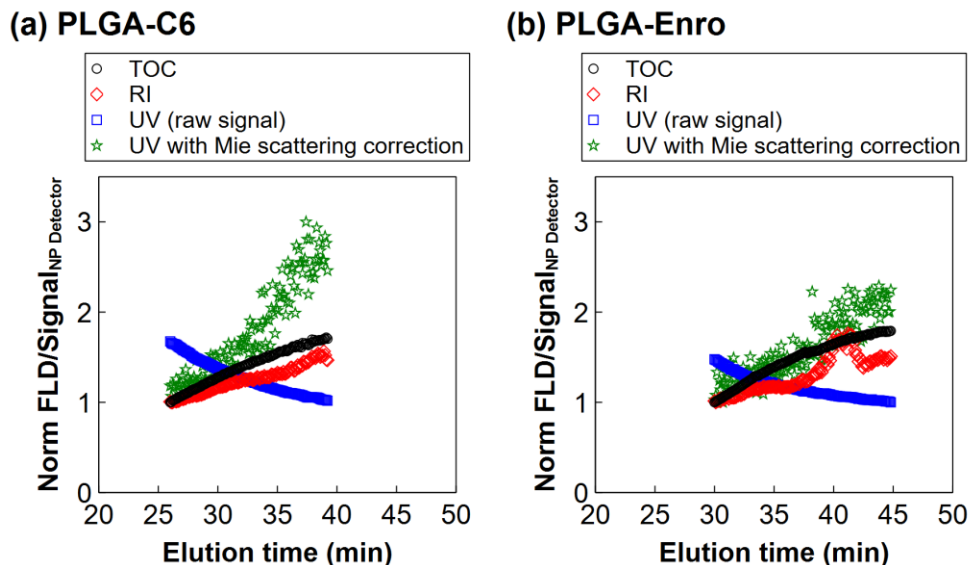 (a) PLGA-C6
TOC
RI
UV (raw signal)
UV with Mie scattering correction
Norm FLD/Signal NP Detector
3
2
1
0
20 25 30 35 40 45 50
Elution time (min)
(b) PLGA-Enro
TOC
RI
UV (raw signal)
UV with Mie scattering correction
Norm FLD/Signal NP Detector
3
2
1
0
20 25 30 35 40 45 50
Elution time (min)